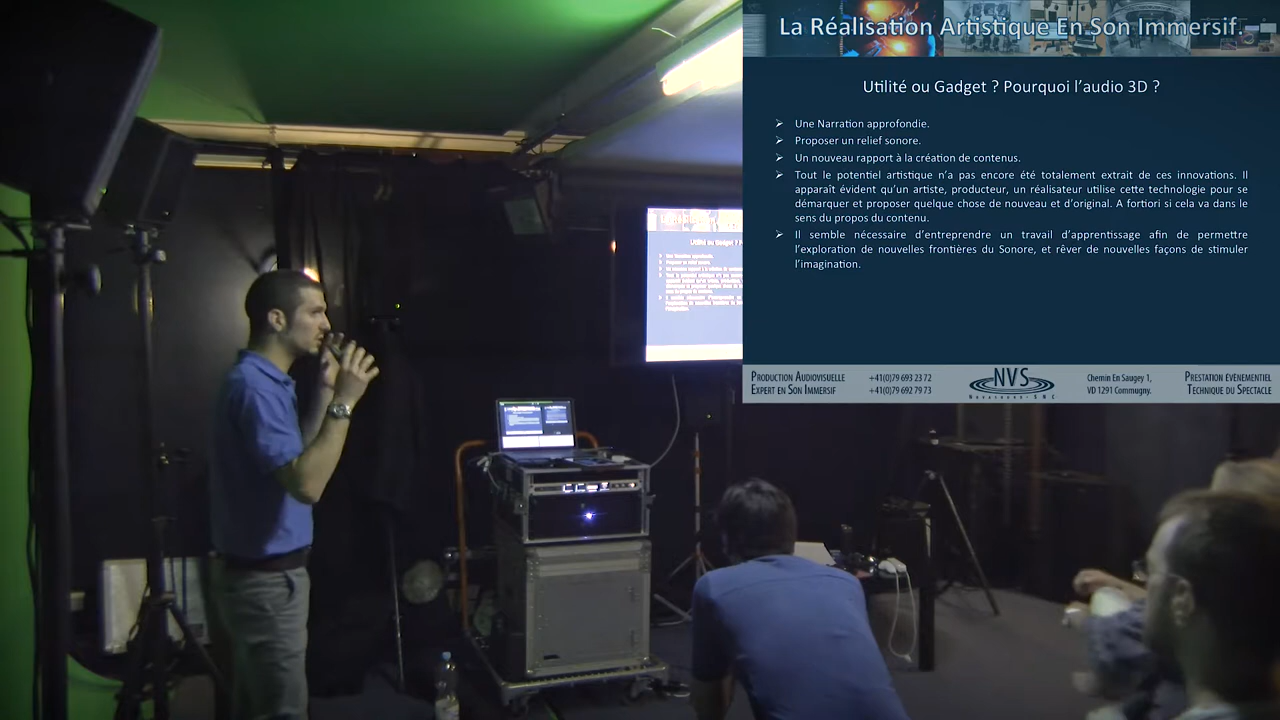 La Réalisation Artistique En Son Immersif.
Utilité ou Gadget ? Pourquoi l'audio 3D ?
➢ Une Narration approfondie.
➢ Proposer un relief sonore.
➢ Un nouveau rapport à la création de contenus.
➢ Tout le potentiel artistique n'a pas encore été totalement extrait de ces innovations. Il
apparaît évident qu'un artiste, producteur, un réalisateur utilise cette technologie pour se
démarquer et proposer quelque chose de nouveau et d'original. A fortiori si cela va dans le
sens du propos du contenu.
➢ Il semble nécessaire d'entreprendre un travail d'apprentissage afin de permettre
l'exploration de nouvelles frontières du Sonore, et rêver de nouvelles façons de stimuler
l'imagination.
Production Audiovisuelle
Expert en Son Immersif
+41(0)79 693 23 72
+41(0)79 692 79 73
NVS
Chemin En Saugey 1,
VD 1291 Commugny.
Prestation événementiel
Technique du Spectacle